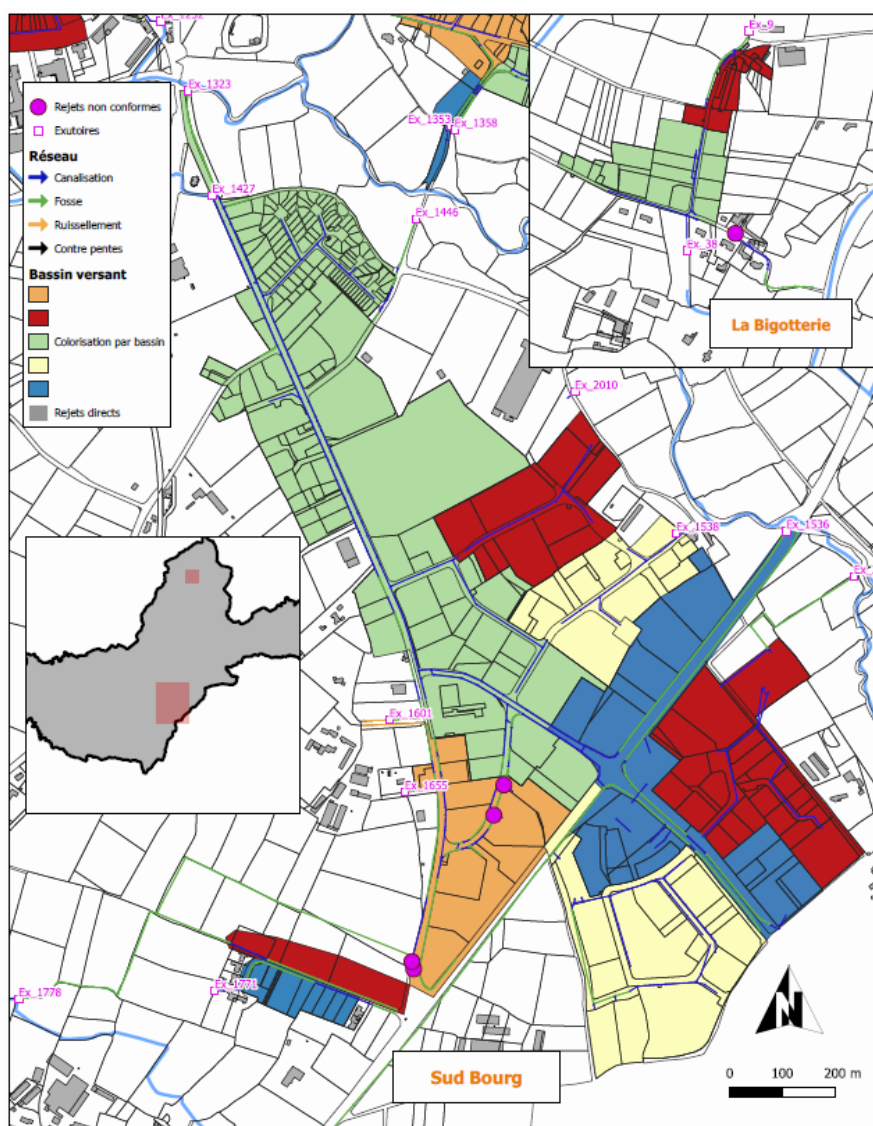 Ex_1323
Ex_9
Rejets non conformes
Exutoires
Réseau
Canalisation
Fosse
Ruissellement
Contre pentes
Bassin versant
Colorisation par bassin
Rejets directs
Ex_1353
Ex_1358
Ex_1427
Ex_1446
Ex_38
La Bigotterie
Ex_2010
Ex_1538
Ex_1536
Ex_1601
Ex_1655
Ex_1771
Ex_1778
N
Sud Bourg
0 100 200 m